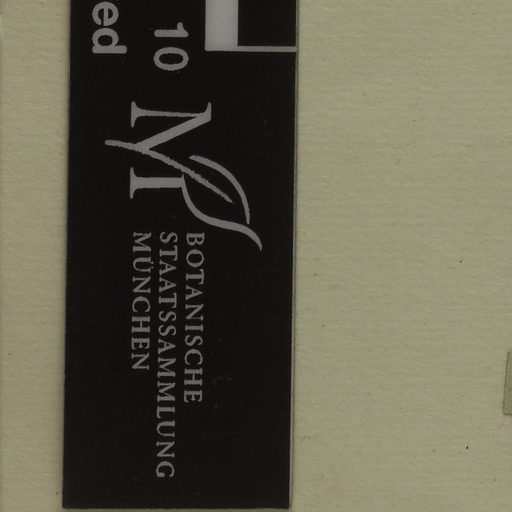 10
ed
BOTANISCHE
STAATSSAMMLUNG
MÜNCHEN